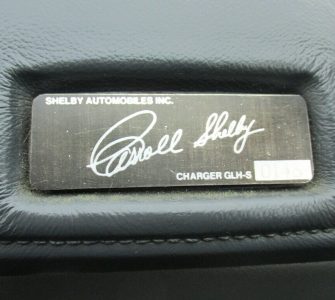 SHELBY AUTOMOBILES INC.
Carroll Shelby
CHARGER GLH-S